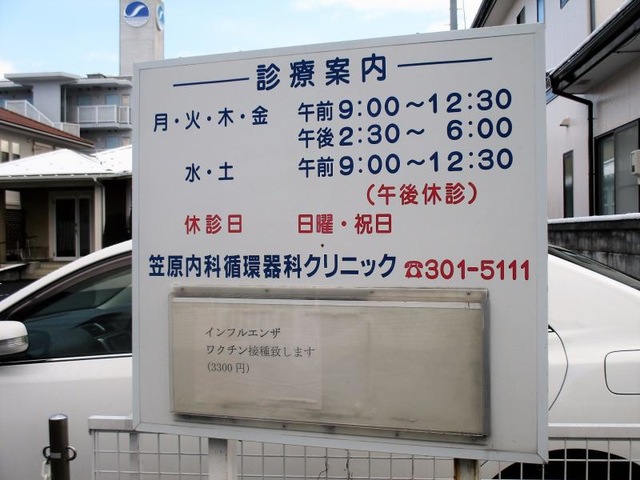 診療案内
月・火・木・金 午前 9:00～12:30
午後 2:30～ 6:00
水・土 午前 9:00～12:30
(午後休診)
休診日 日曜・祝日
笠原内科循環器科クリニック ☎301-5111
インフルエンザ
ワクチン接種致します
(3300円)